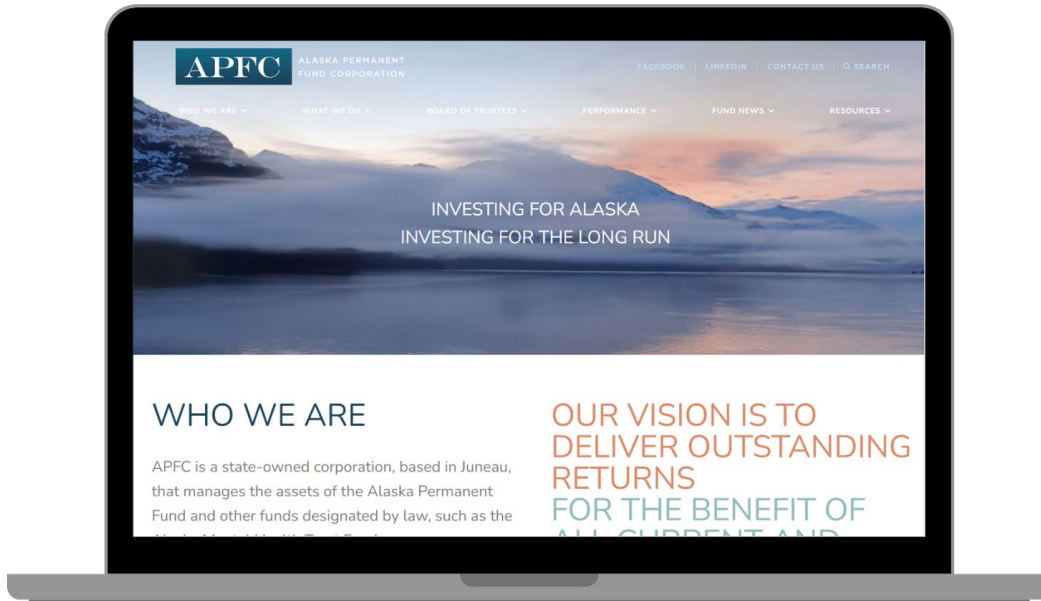 APFC
ALASKA PERMANENT
FUND CORPORATION
FACEBOOK | LINKEDIN | CONTACT US | SEARCH
WHO WE ARE WHAT WE DO BOARD OF TRUSTEES PERFORMANCE FUND NEWS RESOURCES
INVESTING FOR ALASKA
INVESTING FOR THE LONG RUN
WHO WE ARE
APFC is a state-owned corporation, based in Juneau,
that manages the assets of the Alaska Permanent
Fund and other funds designated by law, such as the
OUR VISION IS TO
DELIVER OUTSTANDING
RETURNS
FOR THE BENEFIT OF
ALL CURRENT AND